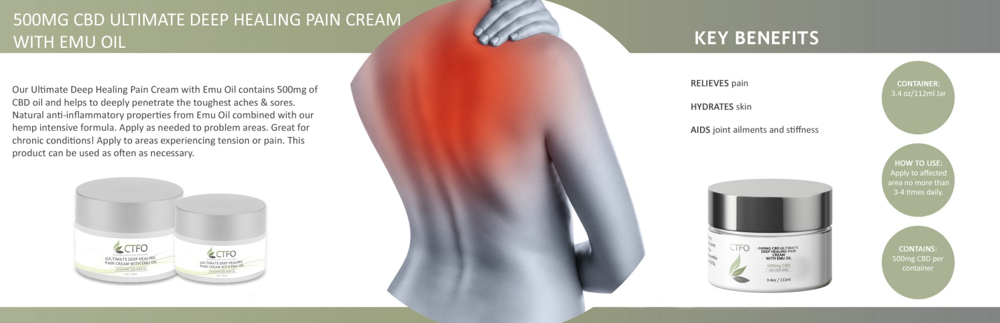 500MG CBD ULTIMATE DEEP HEALING PAIN CREAM
WITH EMU OIL
Our Ultimate Deep Healing Pain Cream with Emu Oil contains 500mg of
CBD oil and helps to deeply penetrate the toughest aches & sores.
Natural anti-inflammatory properties from Emu Oil combined with our
hemp intensive formula. Apply as needed to problem areas. Great for
chronic conditions! Apply to areas experiencing tension or pain. This
product can be used as often as necessary.
CTFO
ULTIMATE DEEP HEALING
PAIN CREAM WITH EMU OIL
CTFO
ULTIMATE DEEP HEALING
PAIN CREAM WITH EMU OIL
KEY BENEFITS
RELIEVES pain
HYDRATES skin
AIDS joint ailments and stiffness
CTFO
500MG CBD ULTIMATE
DEEP HEALING PAIN
CREAM
WITH EMU OIL
500mg CBD
PER CONTAINER
3.4oz / 112ml
CONTAINER:
3.4 oz/112ml Jar
HOW TO USE:
Apply to affected
area no more than
3-4 times daily.
CONTAINS:
500mg CBD per
container